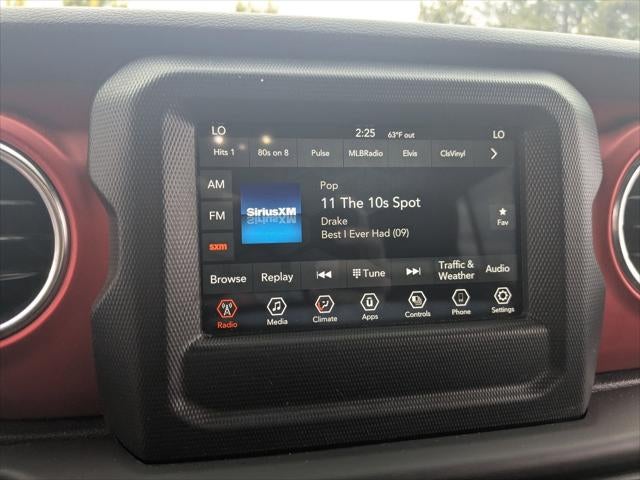 LO 2:25 63°F out LO
Hits 1 80s on 8 Pulse MLBRadio Elvis ClsVinyl
AM
FM
sxm
SiriusXM
Pop
11 The 10s Spot
Drake
Best I Ever Had (09)
Fav
Browse Replay Tune Traffic & Weather Audio
Radio Media Climate Apps Controls Phone Settings